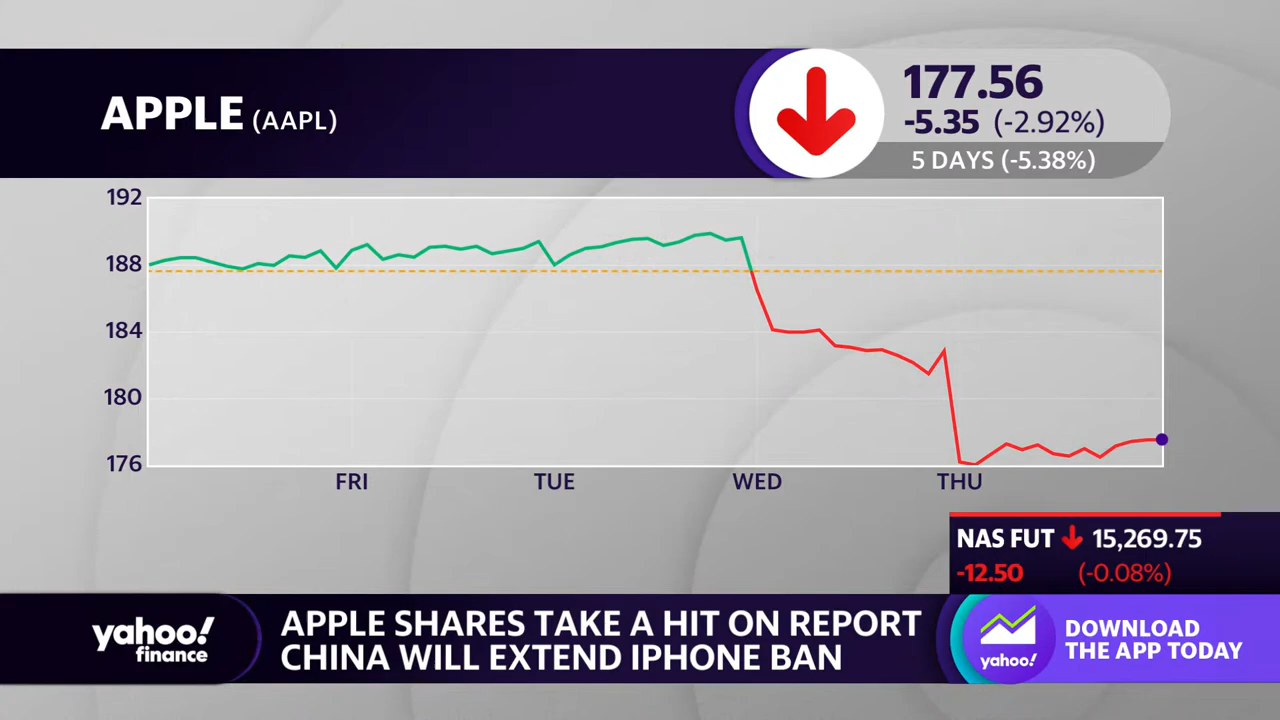 APPLE (AAPL)
177.56
-5.35 (-2.92%)
5 DAYS (-5.38%)
192
188
184
180
176
FRI TUE WED THU
NAS FUT 15,269.75
-12.50 (-0.08%)
yahoo!
finance
APPLE SHARES TAKE A HIT ON REPORT
CHINA WILL EXTEND IPHONE BAN
yahoo!
DOWNLOAD
THE APP TODAY